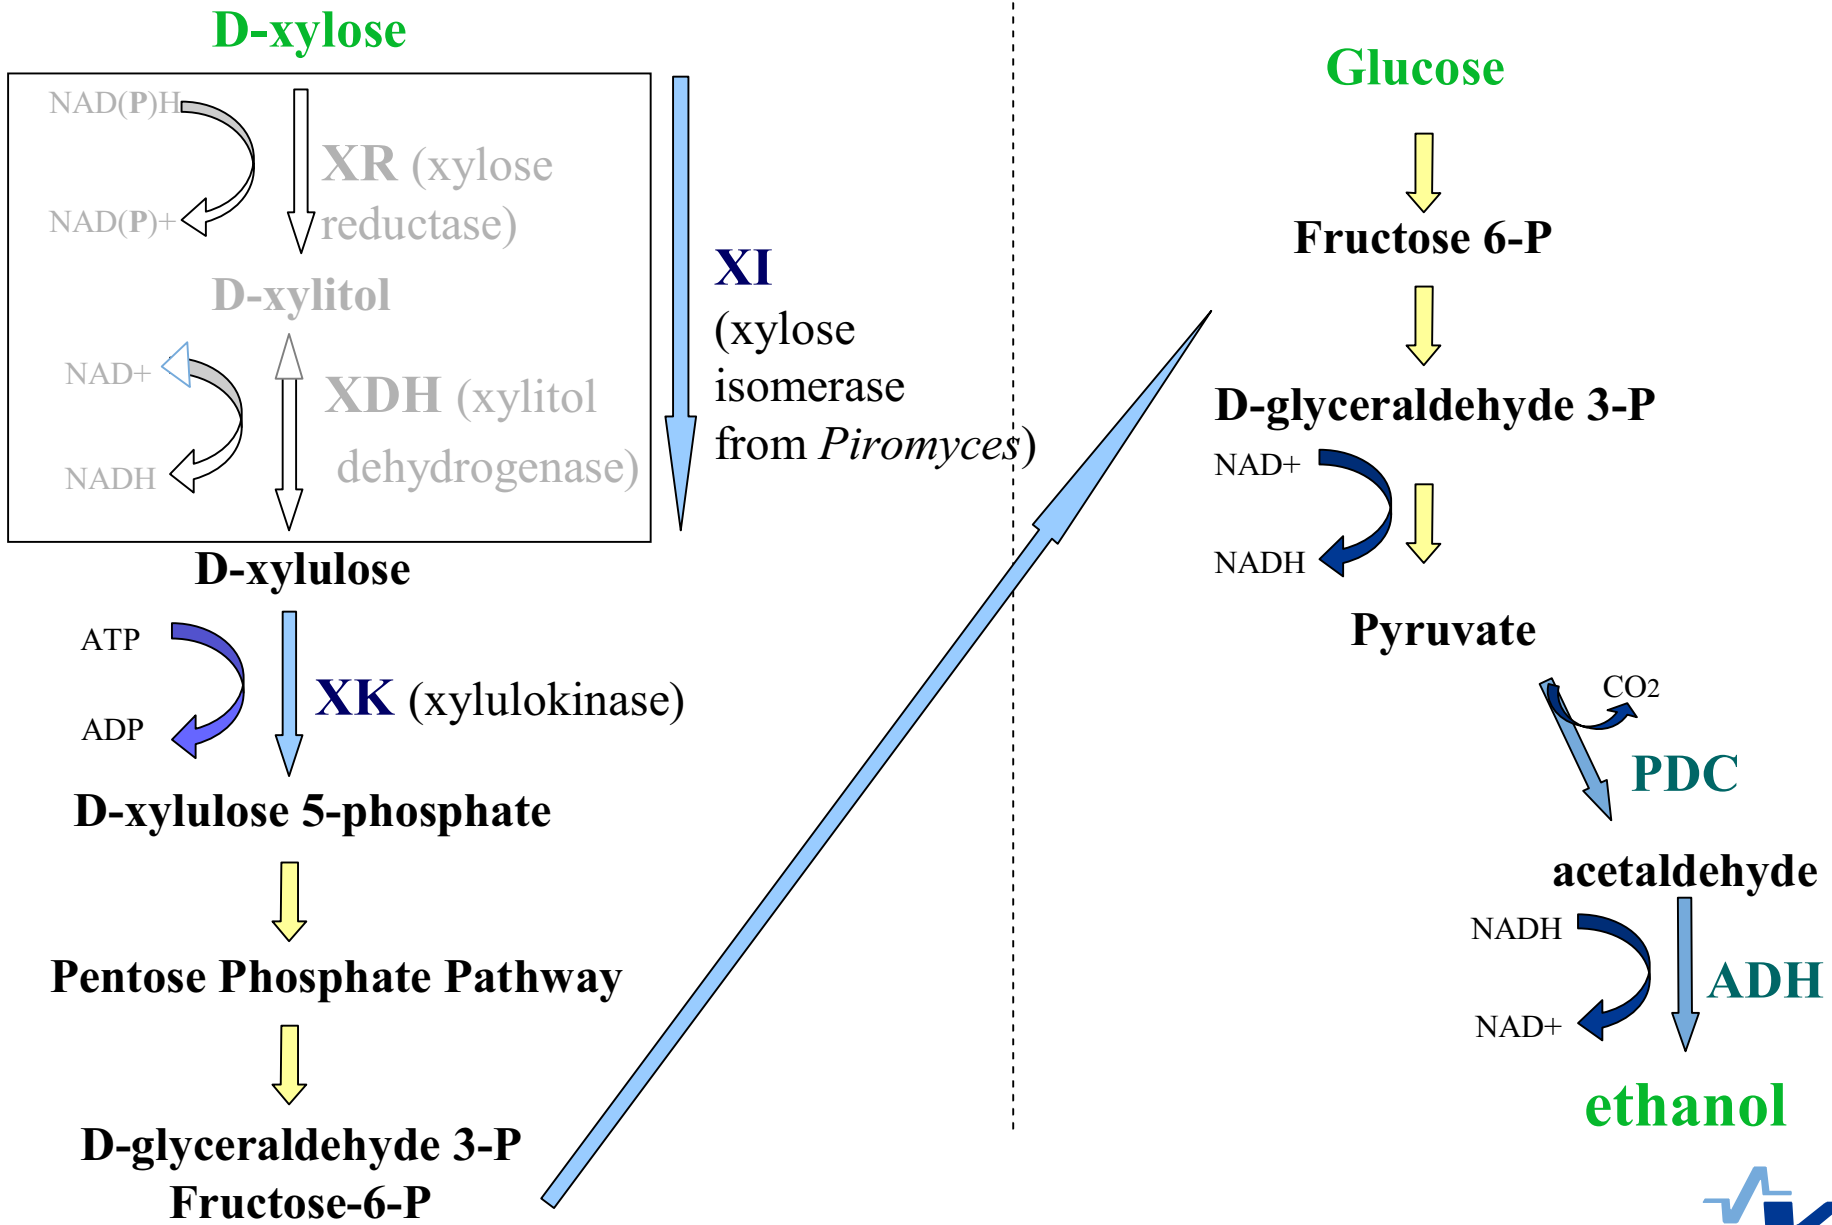 D-xylose
NAD(P)H
XR (xylose
reductase)
NAD(P)+
D-xylitol
NAD+
XDH (xylitol
dehydrogenase)
NADH
XI
(xylose
isomerase
from Piromyces)
D-xylulose
ATP
XK (xylulokinase)
ADP
D-xylulose 5-phosphate
Pentose Phosphate Pathway
D-glyceraldehyde 3-P
Fructose-6-P
Glucose
Fructose 6-P
D-glyceraldehyde 3-P
NAD+
NADH
Pyruvate
CO2
PDC
acetaldehyde
NADH
ADH
NAD+
ethanol